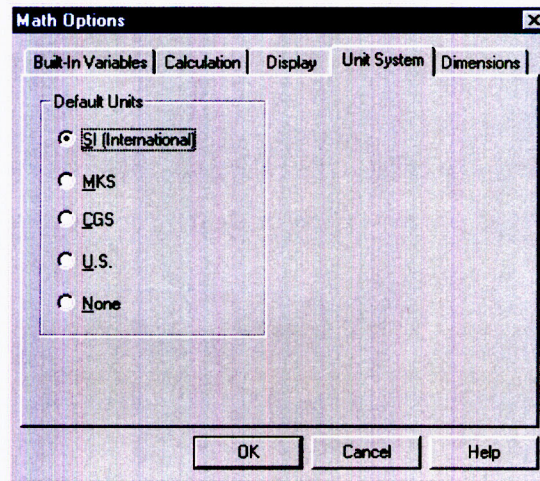 Math Options
Built-In Variables Calculation Display Unit System Dimensions
Default Units
SI (International)
MKS
CGS
U.S.
None
OK Cancel Help